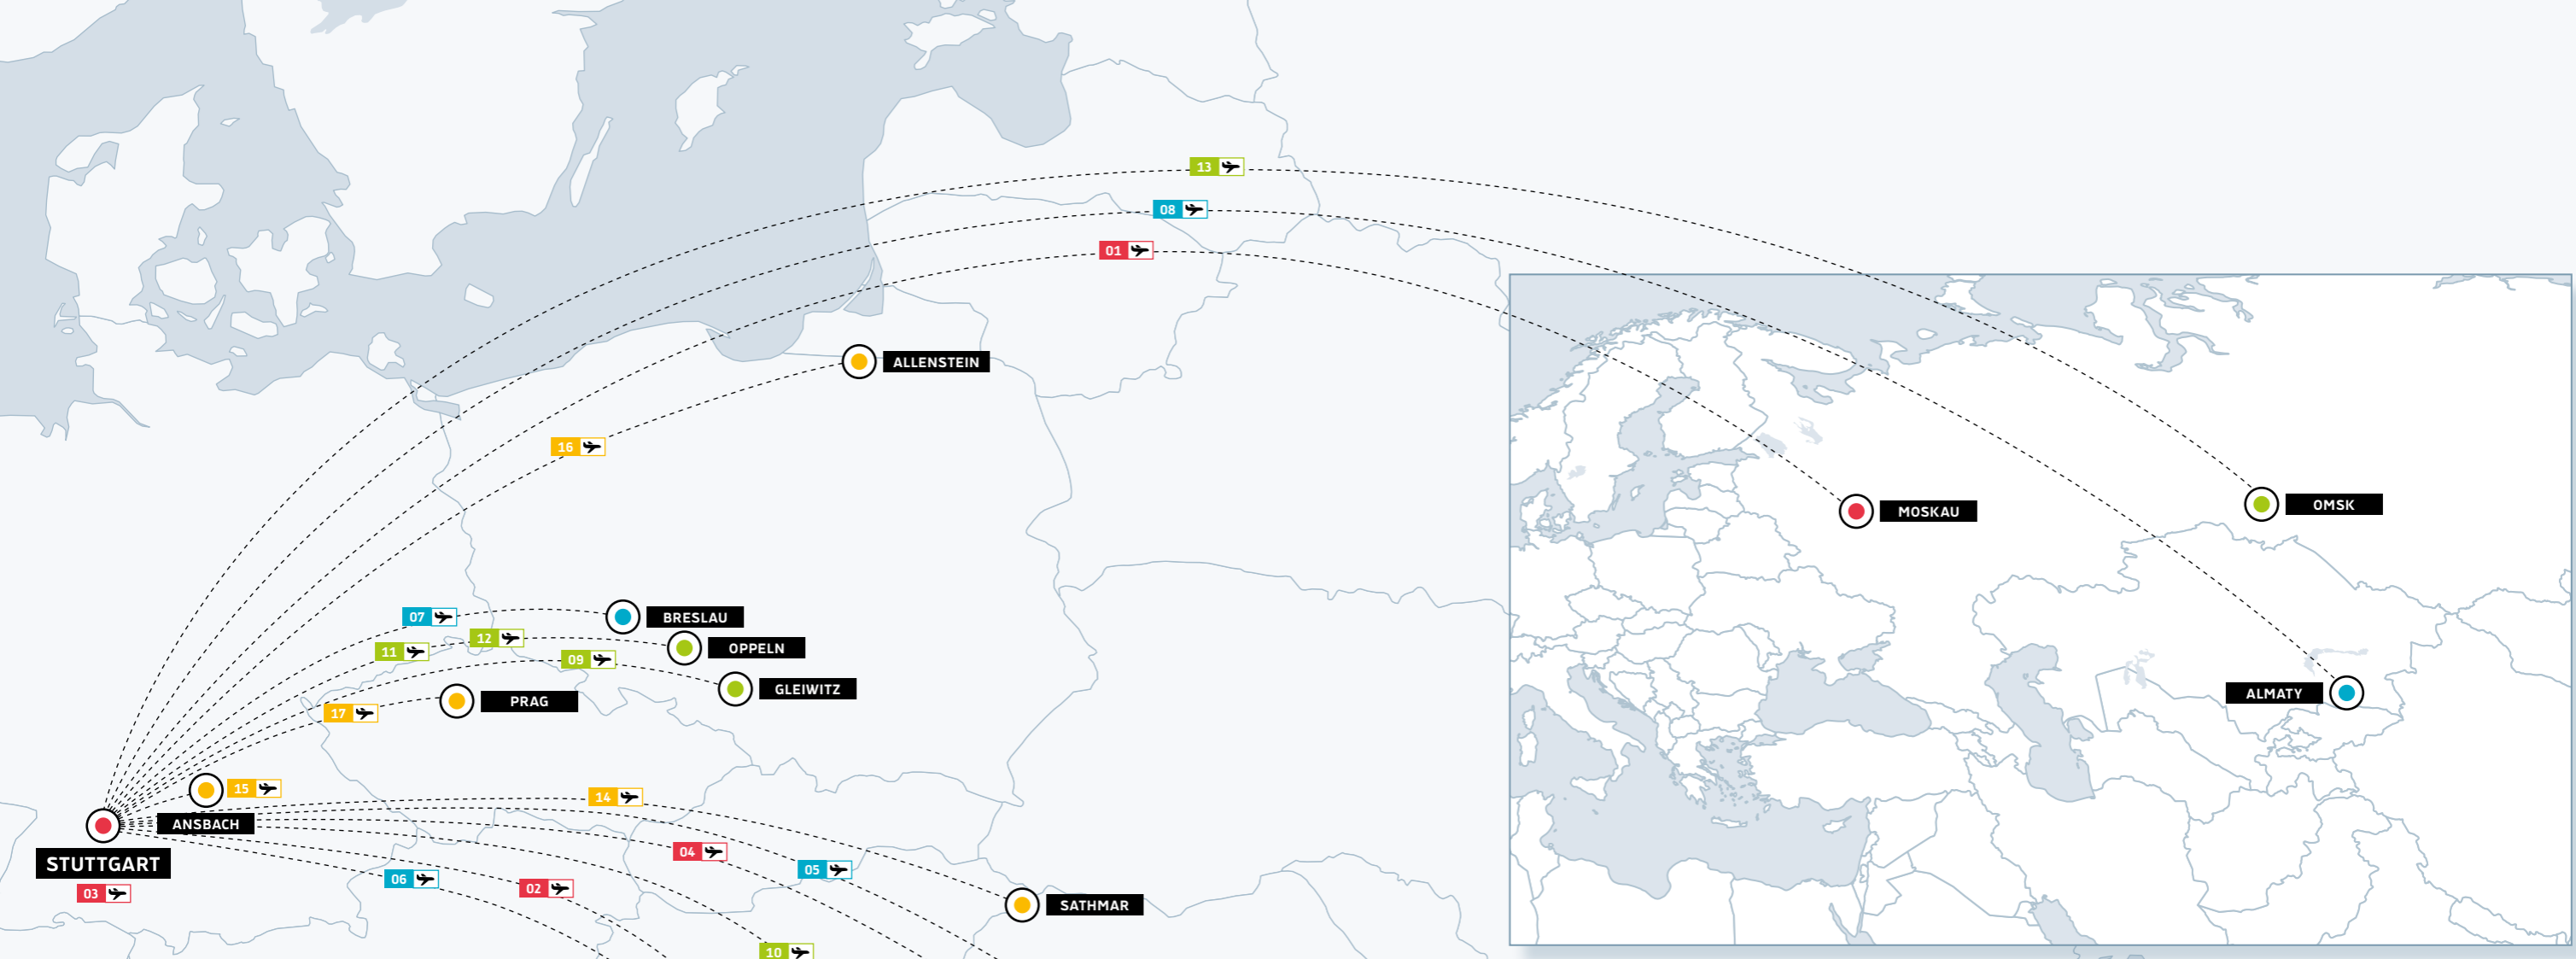 13
08
01
ALLENSTEIN
16
MOSKAU
OMSK
07
BRESLAU
12
11
OPPELN
09
GLEIWITZ
ALMATY
PRAG
17
15
14
ANSBACH
STUTTGART
04
05
06
02
03
SATHMAR
10